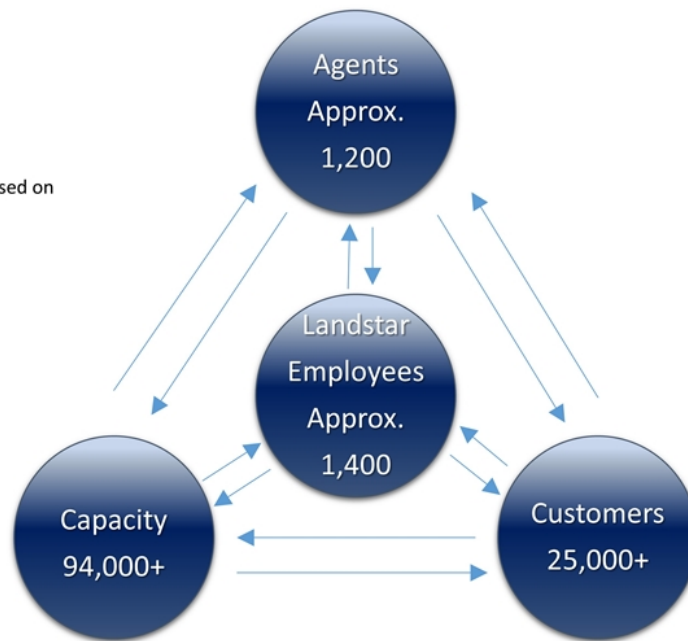 Agents
Approx.
1,200
sed on
Landstar
Employees
Approx.
1,400
Capacity
94,000+
Customers
25,000+